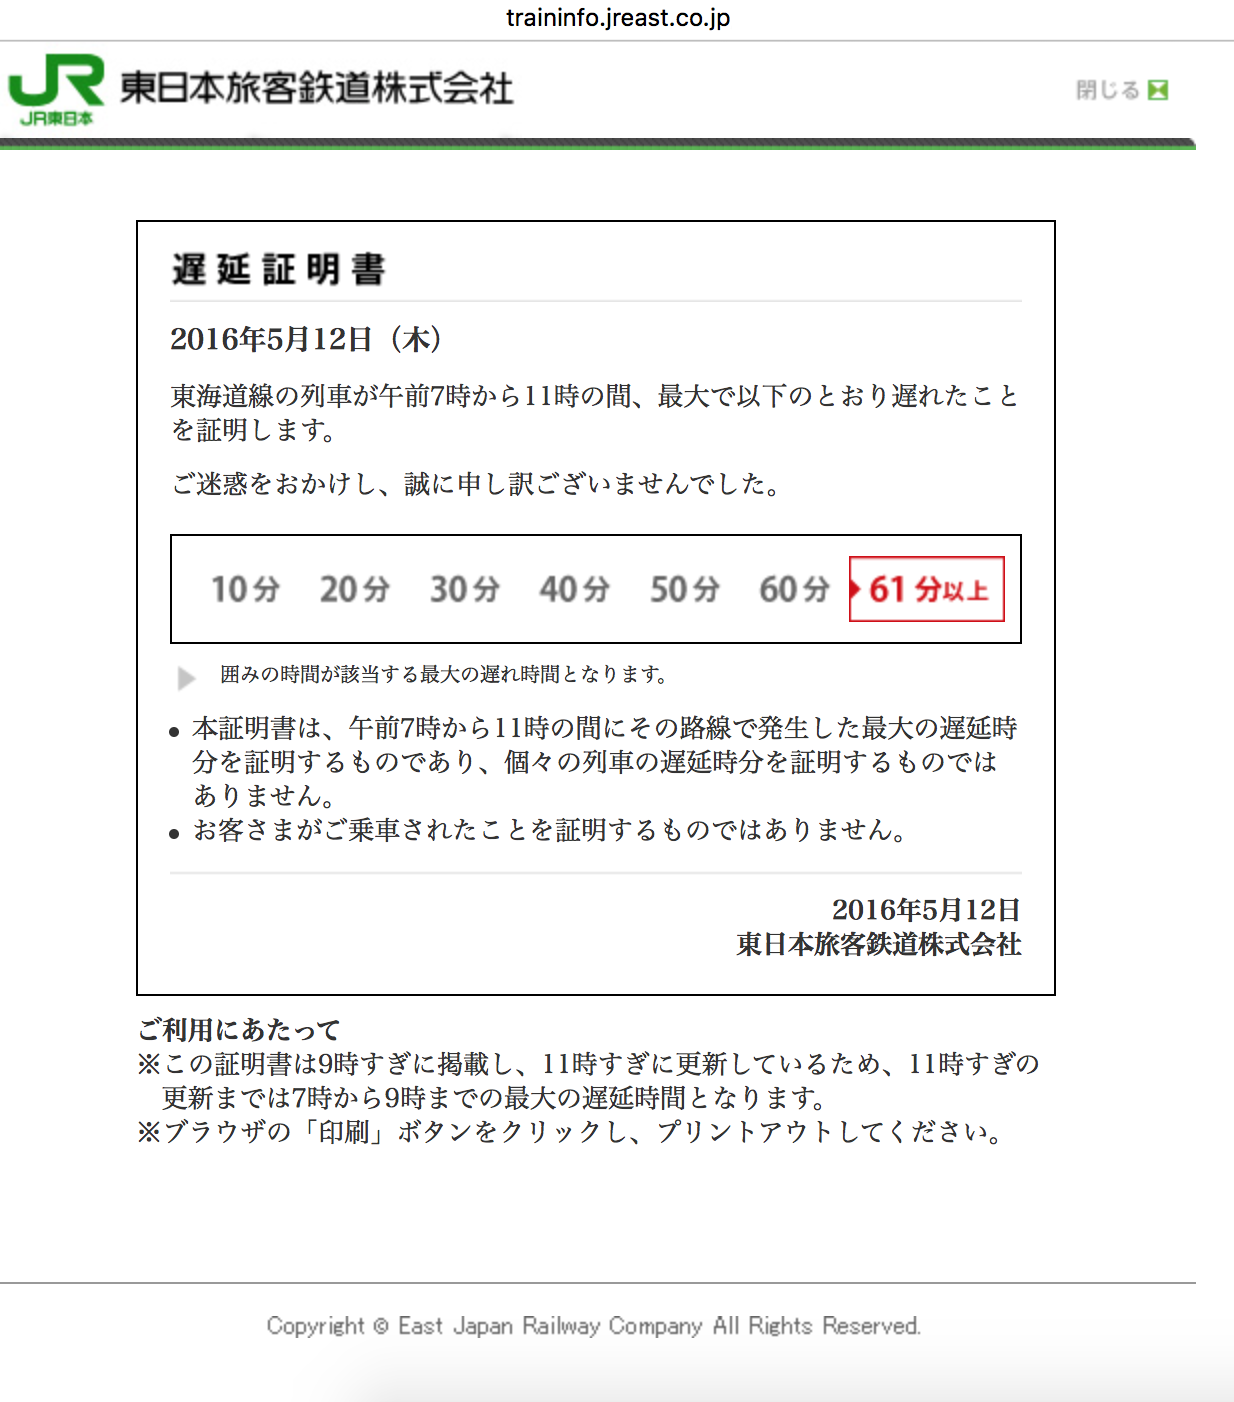 traininfo.jreast.co.jp
JR東日本
東日本旅客鉄道株式会社
閉じる
遅延証明書
2016年5月12日（木）
東海道線の列車が午前7時から11時の間、最大で以下のとおり遅れたこと
を証明します。
ご迷惑をおかけし、誠に申し訳ございませんでした。
10分 20分 30分 40分 50分 60分 61分以上
囲みの時間が該当する最大の遅れ時間となります。
● 本証明書は、午前7時から11時の間にその路線で発生した最大の遅延時
分を証明するものであり、個々の列車の遅延時分を証明するものでは
ありません。
● お客さまがご乗車されたことを証明するものではありません。
2016年5月12日
東日本旅客鉄道株式会社
ご利用にあたって
※この証明書は9時すぎに掲載し、11時すぎに更新しているため、11時すぎの
更新までは7時から9時までの最大の遅延時間となります。
※ブラウザの「印刷」ボタンをクリックし、プリントアウトしてください。
Copyright © East Japan Railway Company All Rights Reserved.